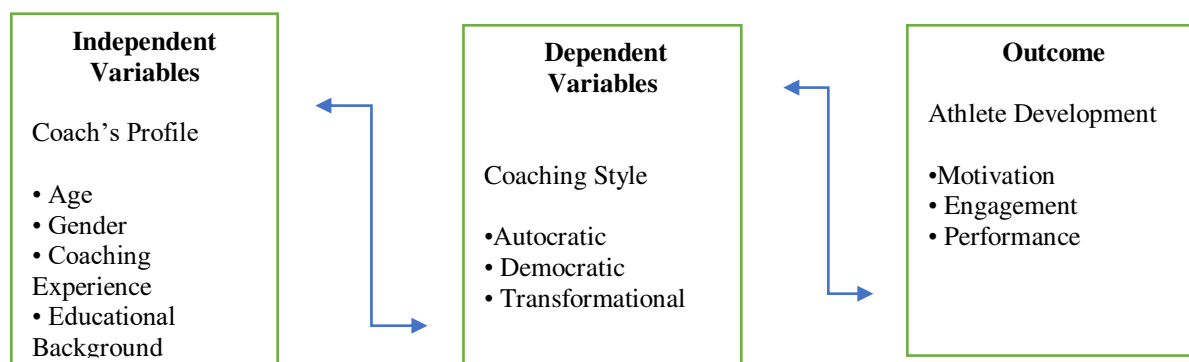 Independent
Variables
Coach’s Profile
• Age
• Gender
• Coaching
Experience
• Educational
Background
Dependent
Variables
Coaching Style
•Autocratic
• Democratic
• Transformational
Outcome
Athlete Development
•Motivation
• Engagement
• Performance